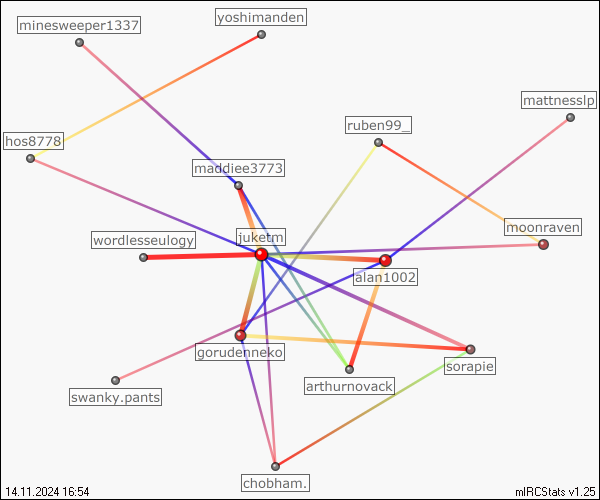 yoshimanden
minesweeper1337
mattnesslp
ruben99_
hos8778
maddiee3773
moonraven
juketm
wordlesseulogy
alan1002
gorudenneko
sorapie
arthurnovack
swanky.pants
chobham.
14.11.2024 16:54
mIRCStats v1.25